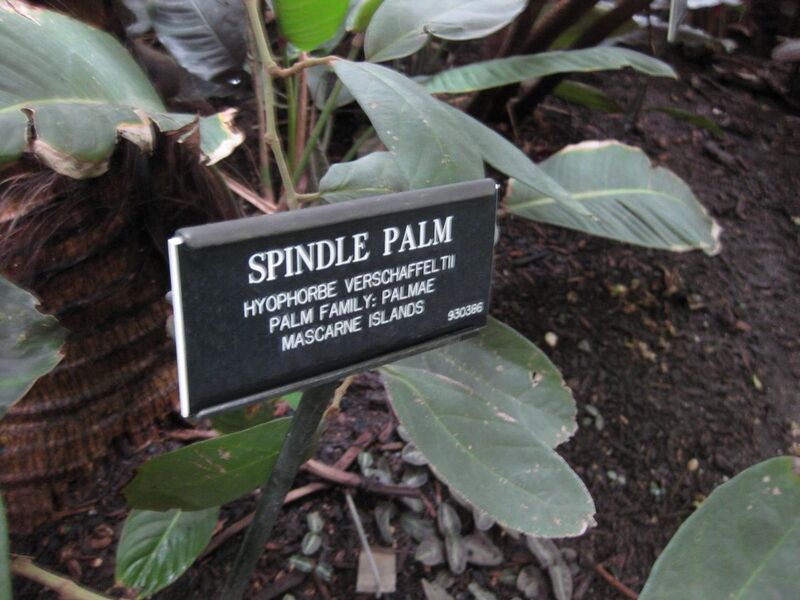 SPINDLE PALM
HYOPHORBE VERSCHAFFELTII
PALM FAMILY: PALMAE
MASCARNE ISLANDS
930386